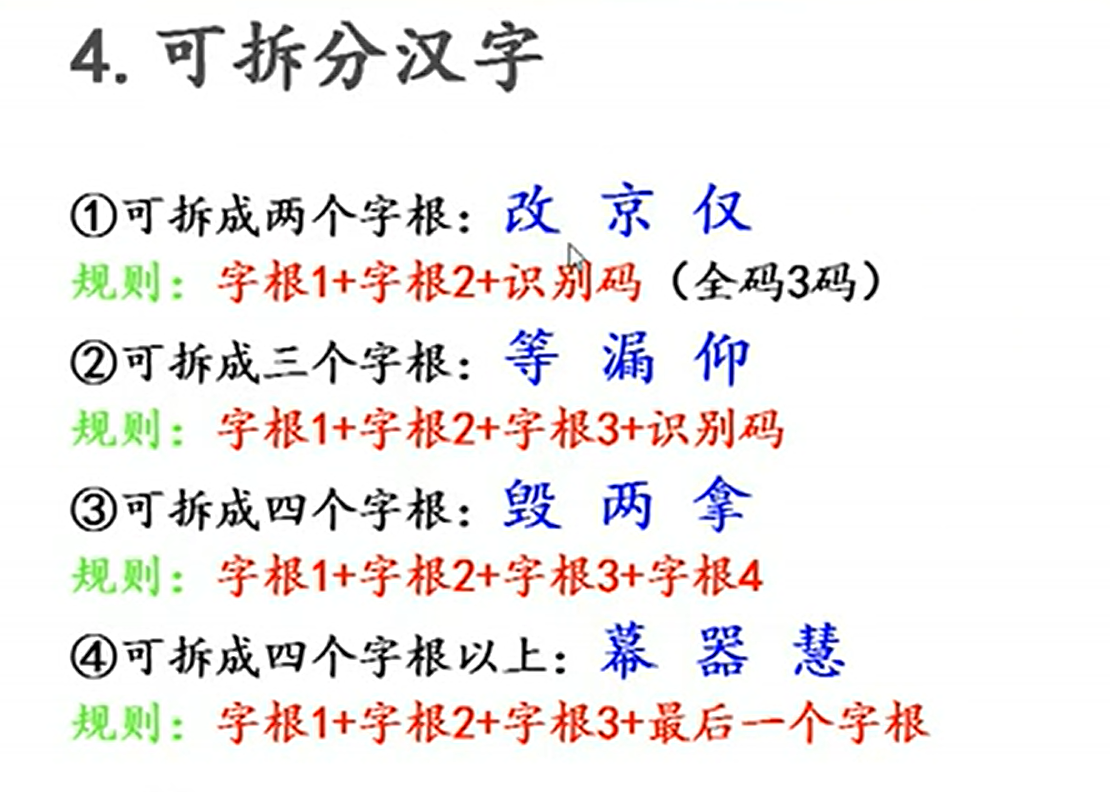 4. 可拆分汉字
①可拆成两个字根：改 京 仅
规则：字根1+字根2+识别码（全码3码）
②可拆成三个字根：等 漏 仰
规则：字根1+字根2+字根3+识别码
③可拆成四个字根：毁 两 拿
规则：字根1+字根2+字根3+字根4
④可拆成四个字根以上：幕 器 慧
规则：字根1+字根2+字根3+最后一个字根